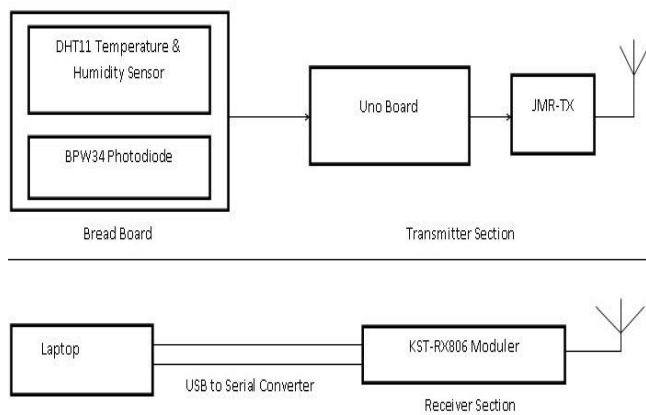 DHT11 Temperature &
Humidity Sensor
BPW34 Photodiode
Uno Board
JMR-TX
Bread Board
Transmitter Section
Laptop
USB to Serial Converter
KST-RX806 Moduler
Receiver Section